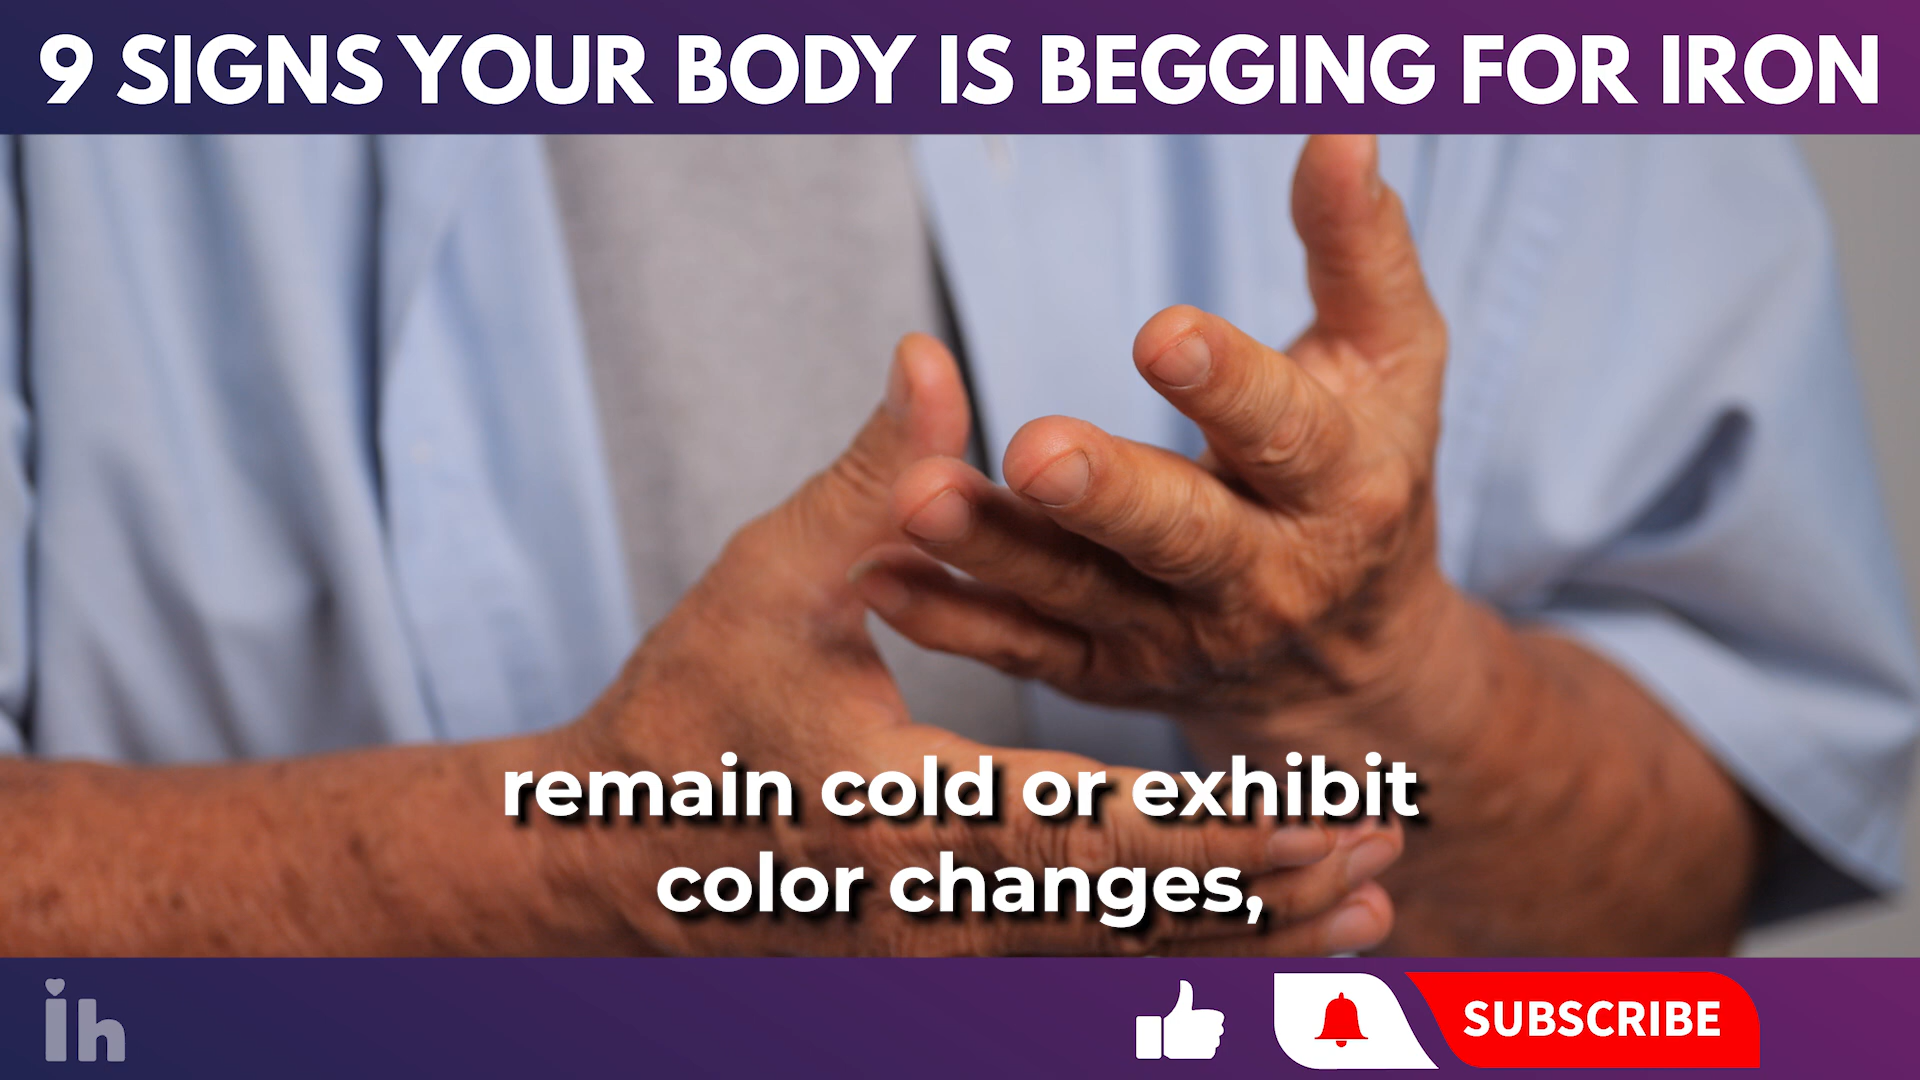 9 SIGNS YOUR BODY IS BEGGING FOR IRON
remain cold or exhibit
color changes,
ih
SUBSCRIBE